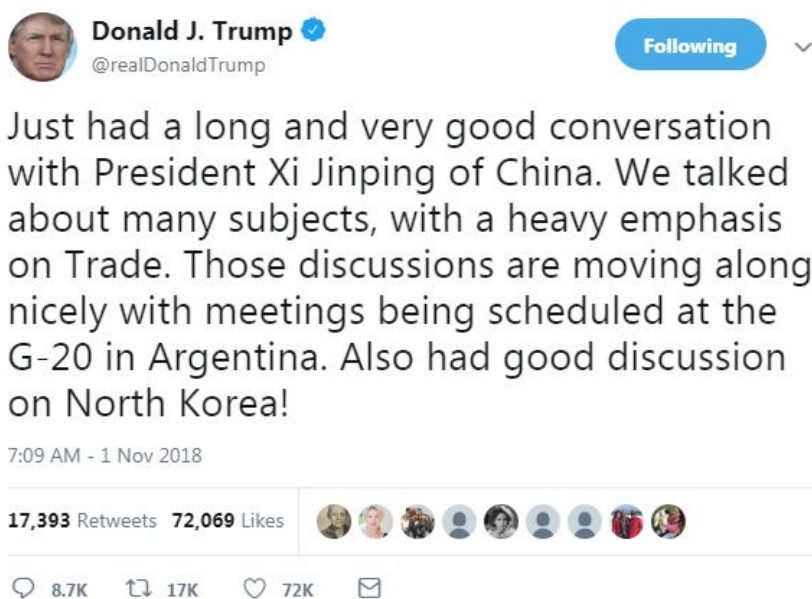 Donald J. Trump
Following
@realDonaldTrump
Just had a long and very good conversation
with President Xi Jinping of China. We talked
about many subjects, with a heavy emphasis
on Trade. Those discussions are moving along
nicely with meetings being scheduled at the
G-20 in Argentina. Also had good discussion
on North Korea!
7:09 AM - 1 Nov 2018
17,393 Retweets 72,069 Likes
8.7K 17K 72K